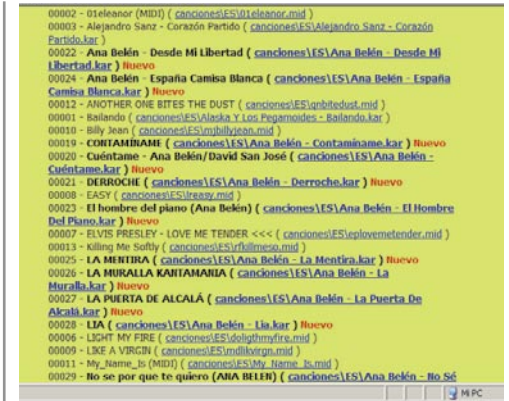 00002 - 01eleanor (MIDI) ( canciones\ES\01eleanor.mid )
00003 - Alejandro Sanz - Corazón Partido ( canciones\ES\Alejandro Sanz - Corazón
Partido.kar )
00022 - Ana Belén - Desde Mi Libertad ( canciones\ES\Ana Belén - Desde Mi
Libertad.kar ) Nuevo
00024 - Ana Belén - España Camisa Blanca ( canciones\ES\Ana Belén - España
Camisa Blanca.kar ) Nuevo
00012 - ANOTHER ONE BITES THE DUST ( canciones\ES\qnbitedust.mid )
00001 - Bailando ( canciones\ES\Alaska Y Los Pegamoides - Bailando.kar )
00010 - Billy Jean ( canciones\ES\mjbillyjean.mid )
00019 - CONTAMÍNAME ( canciones\ES\Ana Belén - Contamíname.kar ) Nuevo
00020 - Cuéntame - Ana Belén/David San José ( canciones\ES\Ana Belén -
Cuéntame.kar ) Nuevo
00021 - DERROCHE ( canciones\ES\Ana Belén - Derroche.kar ) Nuevo
00008 - EASY ( canciones\ES\lreasy.mid )
00023 - El hombre del piano (Ana Belén) ( canciones\ES\Ana Belén - El Hombre
Del Piano.kar ) Nuevo
00007 - ELVIS PRESLEY - LOVE ME TENDER <<< ( canciones\ES\eplovemetender.mid )
00013 - Killing Me Softly ( canciones\ES\rfkillmeso.mid )
00025 - LA MENTIRA ( canciones\ES\Ana Belén - La Mentira.kar ) Nuevo
00026 - LA MURALLA KANTAMANIA ( canciones\ES\Ana Belén - La
Muralla.kar ) Nuevo
00027 - LA PUERTA DE ALCALÁ ( canciones\ES\Ana Belén - La Puerta De
Alcalá.kar ) Nuevo
00028 - LIA ( canciones\ES\Ana Belén - Lia.kar ) Nuevo
00006 - LIGHT MY FIRE ( canciones\ES\doligthmyfire.mid )
00009 - LIKE A VIRGIN ( canciones\ES\mdlikvirgn.mid )
00011 - My_Name_Is (MIDI) ( canciones\ES\My_Name_Is.mid )
00029 - No se por que te quiero (ANA BELEN) ( canciones\ES\Ana Belén - No Sé
Mi PC